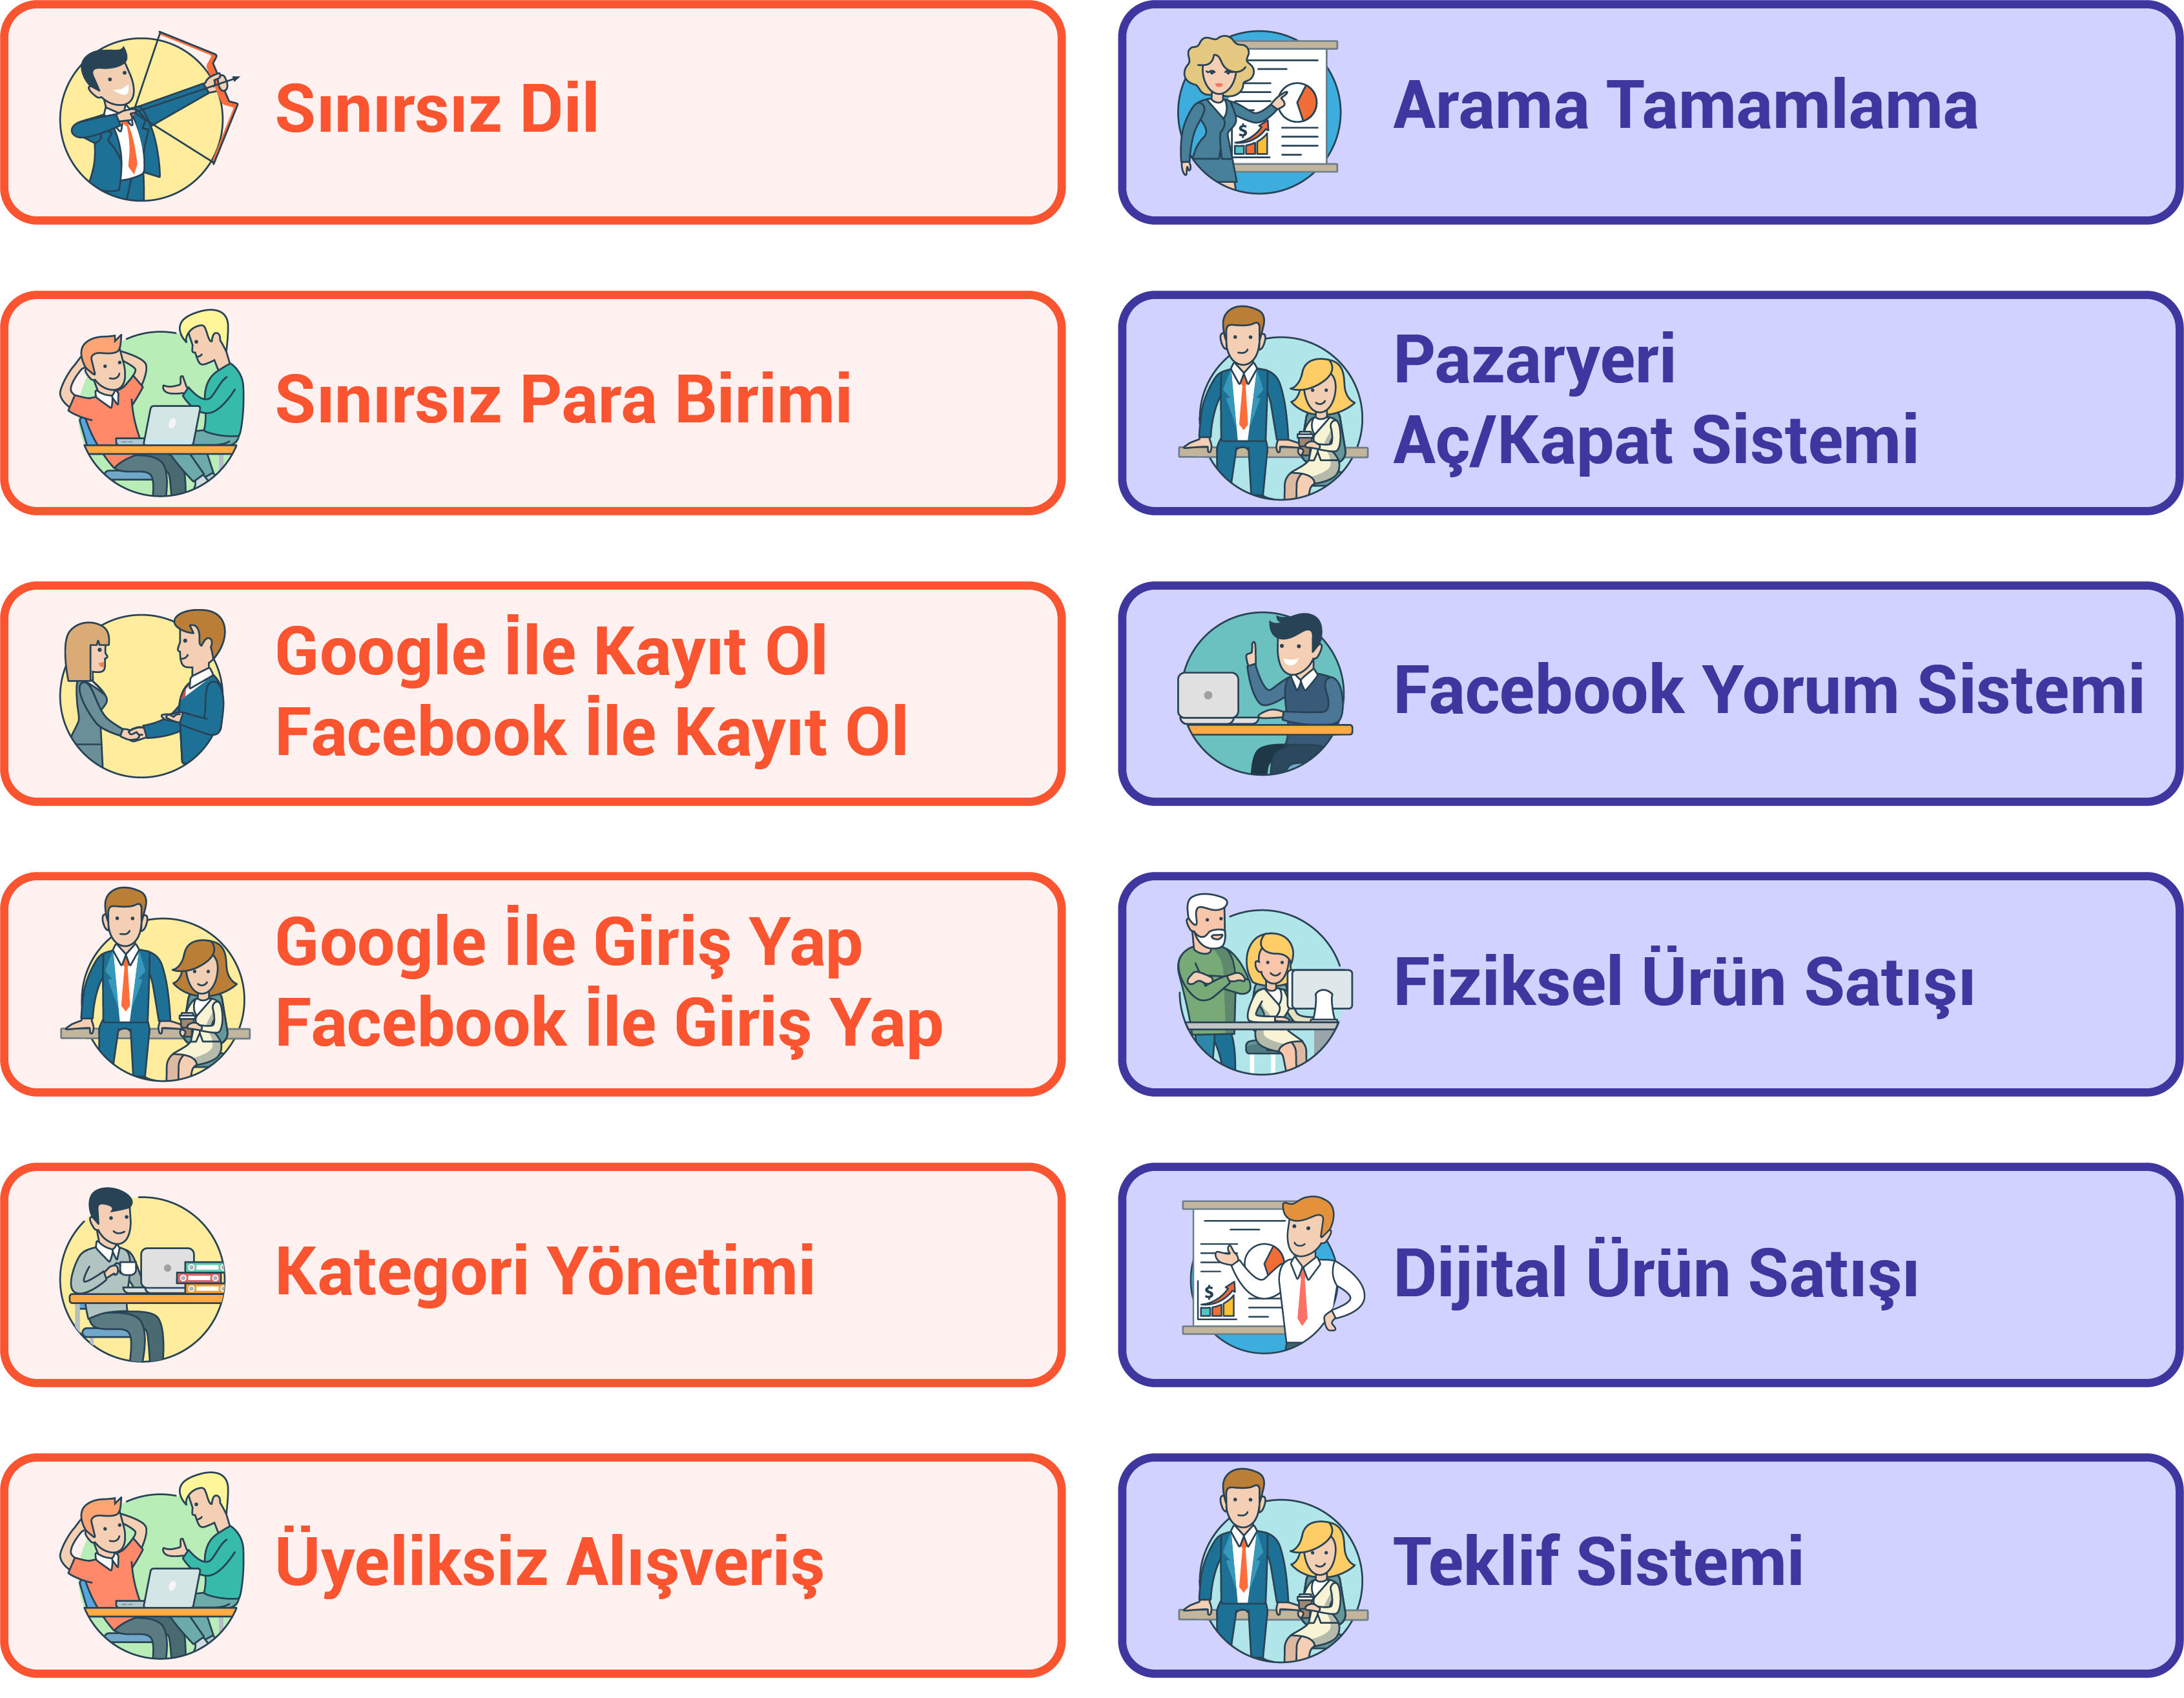 Sınırsız Dil
Arama Tamamlama
$
Sınırsız Para Birimi
Pazaryeri
Aç/Kapat Sistemi
Google İle Kayıt Ol
Facebook İle Kayıt Ol
Facebook Yorum Sistemi
Google İle Giriş Yap
Facebook İle Giriş Yap
Fiziksel Ürün Satışı
Kategori Yönetimi
Dijital Ürün Satışı
$
Üyeliksiz Alışveriş
Teklif Sistemi